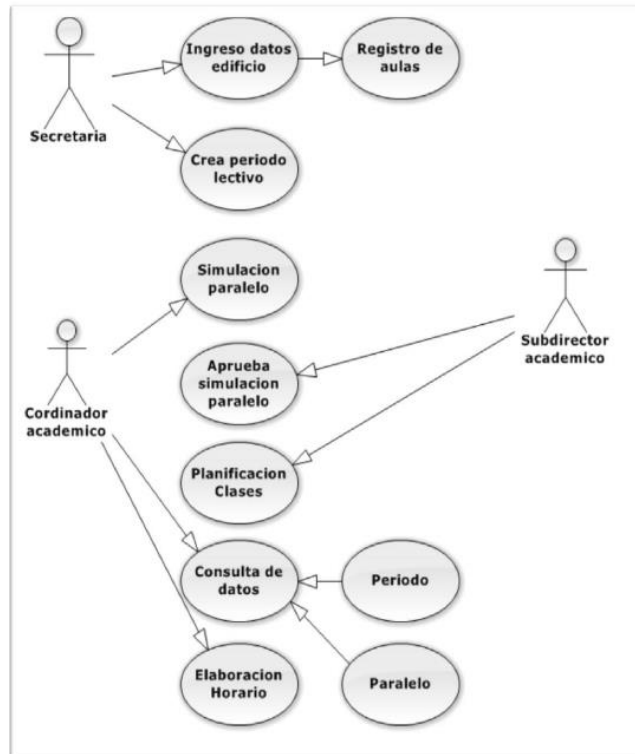 Ingreso datos
edificio
Registro de
aulas
Secretaria
Crea periodo
lectivo
Simulacion
paralelo
Subdirector
academico
Aprueba
simulacion
paralelo
Cordinador
academico
Planificacion
Clases
Consulta de
datos
Periodo
Elaboracion
Horario
Paralelo